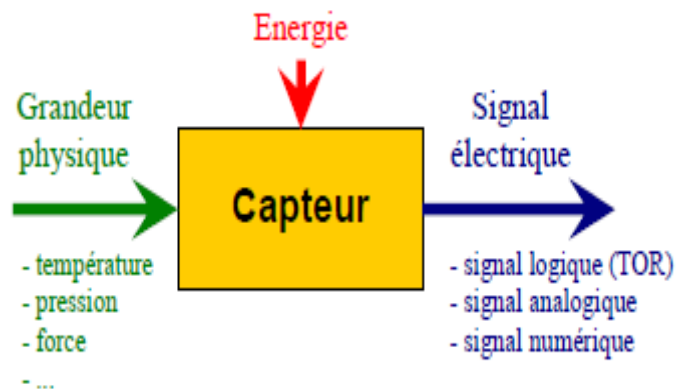 Energie
Grandeur
physique
Signal
électrique
Capteur
- température
- pression
- force
- ...
- signal logique (TOR)
- signal analogique
- signal numérique